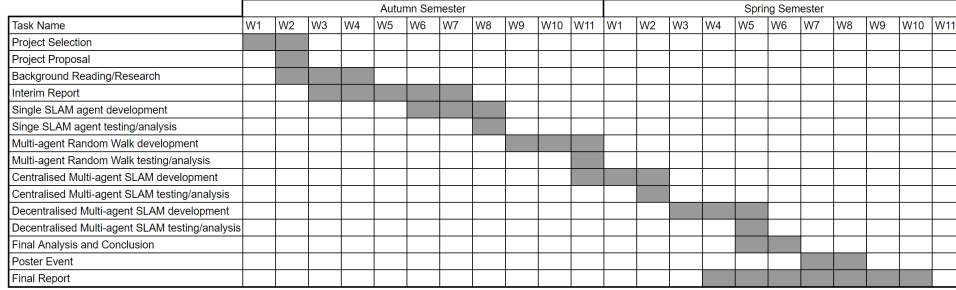 Autumn Semester Spring Semester
Task Name W1 W2 W3 W4 W5 W6 W7 W8 W9 W10 W11 W1 W2 W3 W4 W5 W6 W7 W8 W9 W10 W11
Project Selection
Project Proposal
Background Reading/Research
Interim Report
Single SLAM agent development
Singe SLAM agent testing/analysis
Multi-agent Random Walk development
Multi-agent Random Walk testing/analysis
Centralised Multi-agent SLAM development
Centralised Multi-agent SLAM testing/analysis
Decentralised Multi-agent SLAM development
Decentralised Multi-agent SLAM testing/analysis
Final Analysis and Conclusion
Poster Event
Final Report